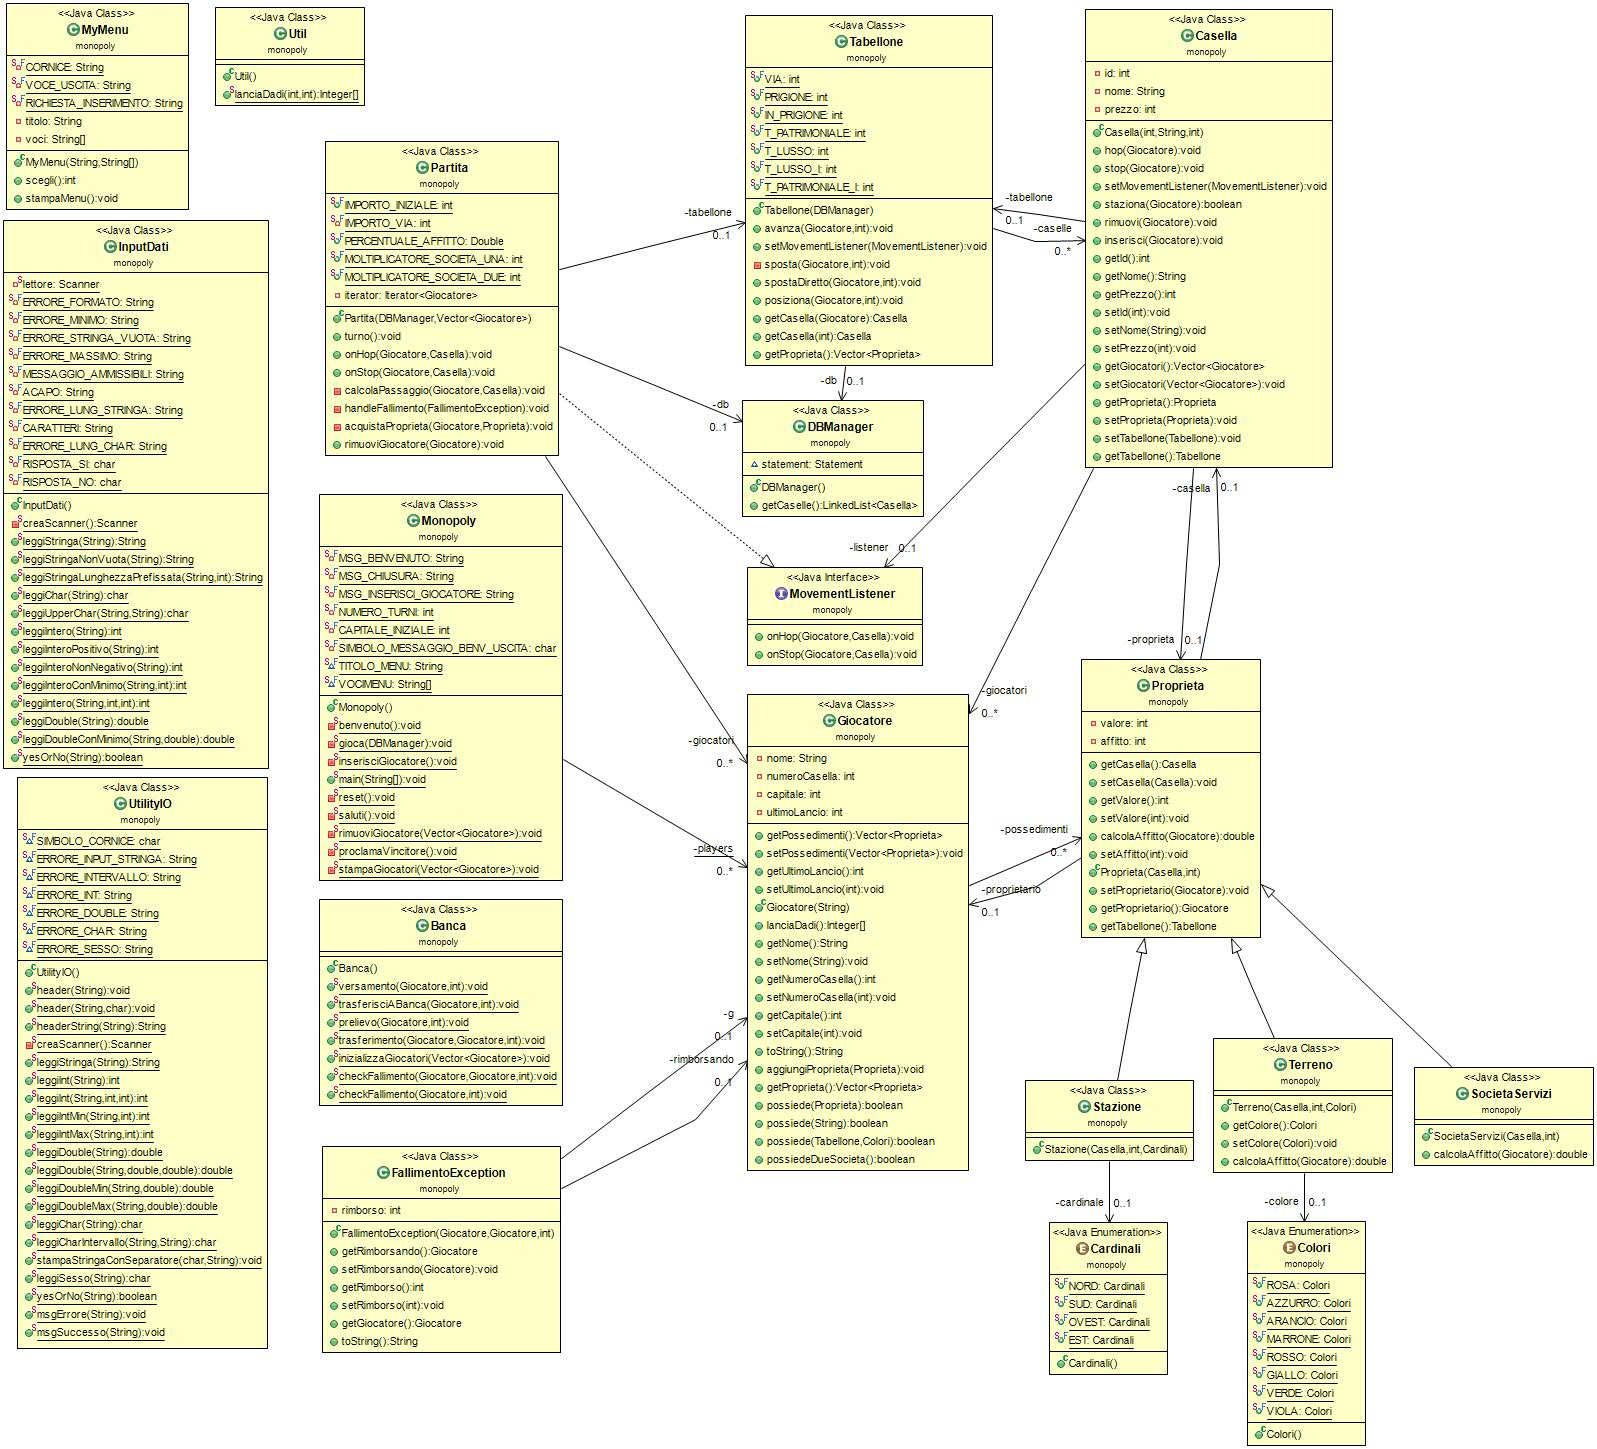 <<Java Class>>
MyMenu
monopoly
CORNICE: String
VOCE_USCITA: String
RICHIESTA_INSERIMENTO: String
titolo: String
voci: String[]
MyMenu(String,String[])
scegli():int
stampaMenu():void
<<Java Class>>
Util
monopoly
Util()
lanciaDadi(int,int):Integer[]
<<Java Class>>
InputDati
monopoly
lettore: Scanner
ERRORE_FORMATO: String
ERRORE_MINIMO: String
ERRORE_STRINGA_VUOTA: String
ERRORE_MASSIMO: String
MESSAGGIO_AMMISSIBILI: String
ACAPO: String
ERRORE_LUNG_STRINGA: String
CARATTERI: String
ERRORE_LUNG_CHAR: String
RISPOSTA_SI: char
RISPOSTA_NO: char
InputDati()
creaScanner():Scanner
leggiStringa(String):String
leggiStringaNonVuota(String):String
leggiStringaLunghezzaPrefissata(String,int):String
leggiChar(String):char
leggiUpperChar(String,String):char
leggiIntero(String):int
leggiInteroPositivo(String):int
leggiInteroNonNegativo(String):int
leggiInteroConMinimo(String,int):int
leggiIntero(String,int,int):int
leggiDouble(String):double
leggiDoubleConMinimo(String,double):double
yesOrNo(String):boolean
<<Java Class>>
UtilityIO
monopoly
SIMBOLO_CORNICE: char
ERRORE_INPUT_STRINGA: String
ERRORE_INTERVALLO: String
ERRORE_INT: String
ERRORE_DOUBLE: String
ERRORE_CHAR: String
ERRORE_SESSO: String
UtilityIO()
header(String):void
header(String,char):void
headerString(String):String
creaScanner():Scanner
leggiStringa(String):String
leggiInt(String):int
leggiInt(String,int,int):int
leggiIntMin(String,int):int
leggiIntMax(String,int):int
leggiDouble(String):double
leggiDouble(String,double,double):double
leggiDoubleMin(String,double):double
leggiDoubleMax(String,double):double
leggiChar(String):char
leggiCharIntervallo(String,String):char
stampaStringaConSeparatore(char,String):void
leggiSesso(String):char
yesOrNo(String):boolean
msgErrore(String):void
msgSuccesso(String):void
<<Java Class>>
Partita
monopoly
IMPORTO_INIZIALE: int
IMPORTO_VIA: int
PERCENTUALE_AFFITTO: Double
MOLTIPLICATORE_SOCIETA_UNA: int
MOLTIPLICATORE_SOCIETA_DUE: int
iterator: Iterator<Giocatore>
Partita(DBManager,Vector<Giocatore>)
turno():void
onHop(Giocatore,Casella):void
onStop(Giocatore,Casella):void
calcolaPassaggio(Giocatore,Casella):void
handleFallimento(FallimentoException):void
acquistaProprieta(Giocatore,Proprieta):void
rimuoviGiocatore(Giocatore):void
<<Java Class>>
Monopoly
monopoly
MSG_BENVENUTO: String
MSG_CHIUSURA: String
MSG_INSERISCI_GIOCATORE: String
NUMERO_TURNI: int
CAPITALE_INIZIALE: int
SIMBOLO_MESSAGGIO_BENV_USCITA: char
TITOLO_MENU: String
VOCIMENU: String[]
Monopoly()
benvenuto():void
gioca(DBManager):void
inserisciGiocatore():void
main(String[]):void
reset():void
saluti():void
rimuoviGiocatore(Vector<Giocatore>):void
proclamaVincitore():void
stampaGiocatori(Vector<Giocatore>):void
<<Java Class>>
Banca
monopoly
Banca()
versamento(Giocatore,int):void
trasferisciABanca(Giocatore,int):void
prelievo(Giocatore,int):void
trasferimento(Giocatore,Giocatore,int):void
inizializzaGiocatori(Vector<Giocatore>):void
checkFallimento(Giocatore,Giocatore,int):void
checkFallimento(Giocatore,int):void
<<Java Class>>
FallimentoException
monopoly
rimborso: int
FallimentoException(Giocatore,Giocatore,int)
getRimborsando():Giocatore
setRimborsando(Giocatore):void
getRimborso():int
setRimborso(int):void
getGiocatore():Giocatore
toString():String
-tabellone
0..1
-db
0..1
-giocatori
0..*
-players
0..*
-g
0..1
-rimborsando
0..1
<<Java Class>>
Tabellone
monopoly
VIA: int
PRIGIONE: int
IN_PRIGIONE: int
T_PATRIMONIALE: int
T_LUSSO: int
T_LUSSO_I: int
T_PATRIMONIALE_I: int
Tabellone(DBManager)
avanza(Giocatore,int):void
setMovementListener(MovementListener):void
sposta(Giocatore,int):void
spostaDiretto(Giocatore,int):void
posiziona(Giocatore,int):void
getCasella(Giocatore):Casella
getCasella(int):Casella
getProprieta():Vector<Proprieta>
-db 0..1
<<Java Class>>
DBManager
monopoly
statement: Statement
DBManager()
getCaselle():LinkedList<Casella>
-listener 0..1
<<Java Interface>>
MovementListener
monopoly
onHop(Giocatore,Casella):void
onStop(Giocatore,Casella):void
<<Java Class>>
Giocatore
monopoly
nome: String
numeroCasella: int
capitale: int
ultimoLancio: int
getPossedimenti():Vector<Proprieta>
setPossedimenti(Vector<Proprieta>):void
getUltimoLancio():int
setUltimoLancio(int):void
Giocatore(String)
lanciaDadi():Integer[]
getNome():String
setNome(String):void
getNumeroCasella():int
setNumeroCasella(int):void
getCapitale():int
setCapitale(int):void
toString():String
aggiungiProprieta(Proprieta):void
getProprieta():Vector<Proprieta>
possiede(Proprieta):boolean
possiede(String):boolean
possiede(Tabellone,Colori):boolean
possiedeDueSocieta():boolean
-tabellone
0..1
-caselle
0..*
-giocatori
0..*
-possedimenti
0..*
-proprietario
0..1
<<Java Class>>
Casella
monopoly
id: int
nome: String
prezzo: int
Casella(int,String,int)
hop(Giocatore):void
stop(Giocatore):void
setMovementListener(MovementListener):void
staziona(Giocatore):boolean
rimuovi(Giocatore):void
inserisci(Giocatore):void
getId():int
getNome():String
getPrezzo():int
setId(int):void
setNome(String):void
setPrezzo(int):void
getGiocatori():Vector<Giocatore>
setGiocatori(Vector<Giocatore>):void
getProprieta():Proprieta
setProprieta(Proprieta):void
setTabellone(Tabellone):void
getTabellone():Tabellone
-casella 0..1
-proprieta 0..1
<<Java Class>>
Proprieta
monopoly
valore: int
affitto: int
getCasella():Casella
setCasella(Casella):void
getValore():int
setValore(int):void
calcolaAffitto(Giocatore):double
setAffitto(int):void
Proprieta(Casella,int)
setProprietario(Giocatore):void
getProprietario():Giocatore
getTabellone():Tabellone
<<Java Class>>
Stazione
monopoly
Stazione(Casella,int,Cardinali)
-cardinale 0..1
<<Java Enumeration>>
Cardinali
monopoly
NORD: Cardinali
SUD: Cardinali
OVEST: Cardinali
EST: Cardinali
Cardinali()
<<Java Class>>
Terreno
monopoly
Terreno(Casella,int,Colori)
getColore():Colori
setColore(Colori):void
calcolaAffitto(Giocatore):double
-colore 0..1
<<Java Enumeration>>
Colori
monopoly
ROSA: Colori
AZZURRO: Colori
ARANCIO: Colori
MARRONE: Colori
ROSSO: Colori
GIALLO: Colori
VERDE: Colori
VIOLA: Colori
Colori()
<<Java Class>>
SocietaServizi
monopoly
SocietaServizi(Casella,int)
calcolaAffitto(Giocatore):double